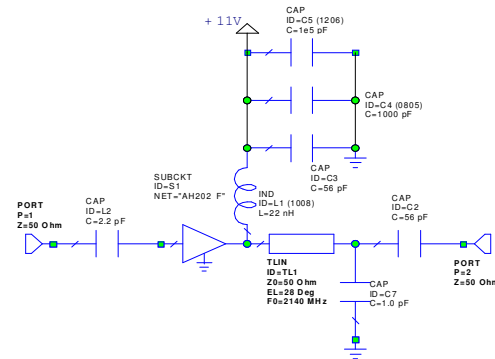 + 11V
CAP
ID=C5 (1206)
C=1e5 pF
CAP
ID=C4 (0805)
C=1000 pF
CAP
ID=C3
C=56 pF
SUBCKT
ID=S1
NET="AH202 F"
IND
ID=L1 (1008)
L=22 nH
PORT
P=1
Z=50 Ohm
CAP
ID=L2
C=2.2 pF
CAP
ID=C2
C=56 pF
TLIN
ID=TL1
Z0=50 Ohm
EL=28 Deg
F0=2140 MHz
CAP
ID=C7
C=1.0 pF
PORT
P=2
Z=50 Ohm